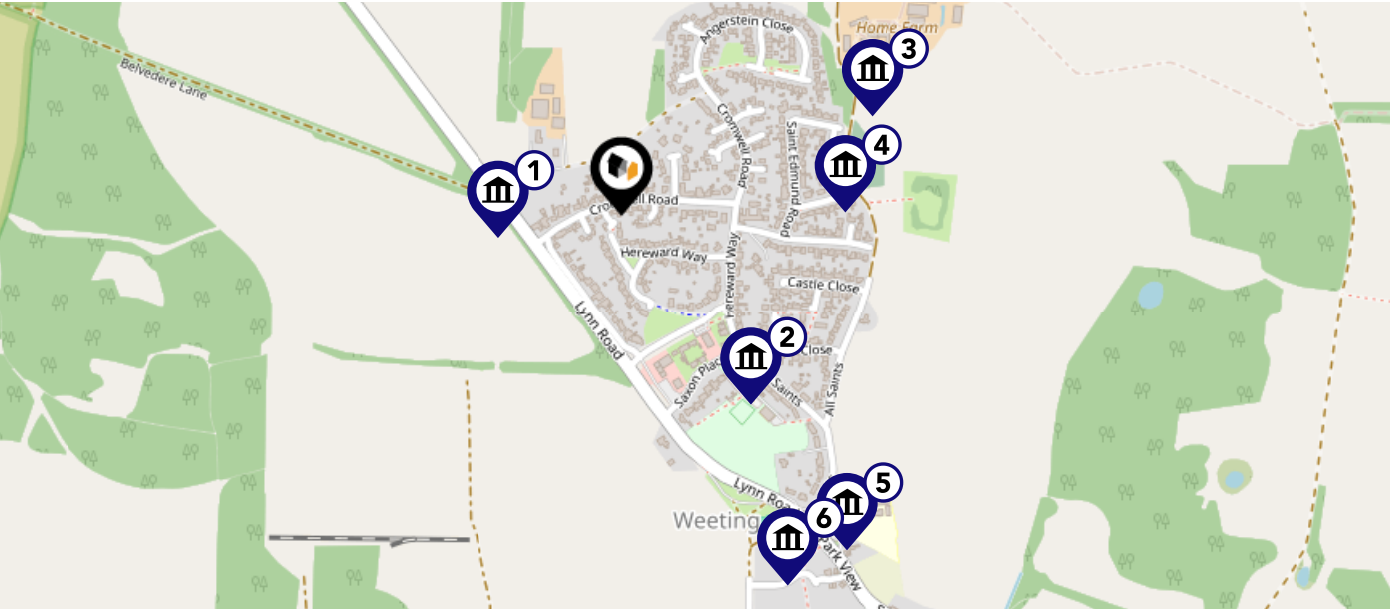 Angerstein Close
Home Farm
3
Belvedere Lane
Cromwell Road
Saint Edmund Road
4
1
Road
Hereward Way
Hereward Way
Castle Close
Lynn Road
2
Close
Saxon Place
Saints
All Saints
5
Lynn Road
6
Weeting
Park View